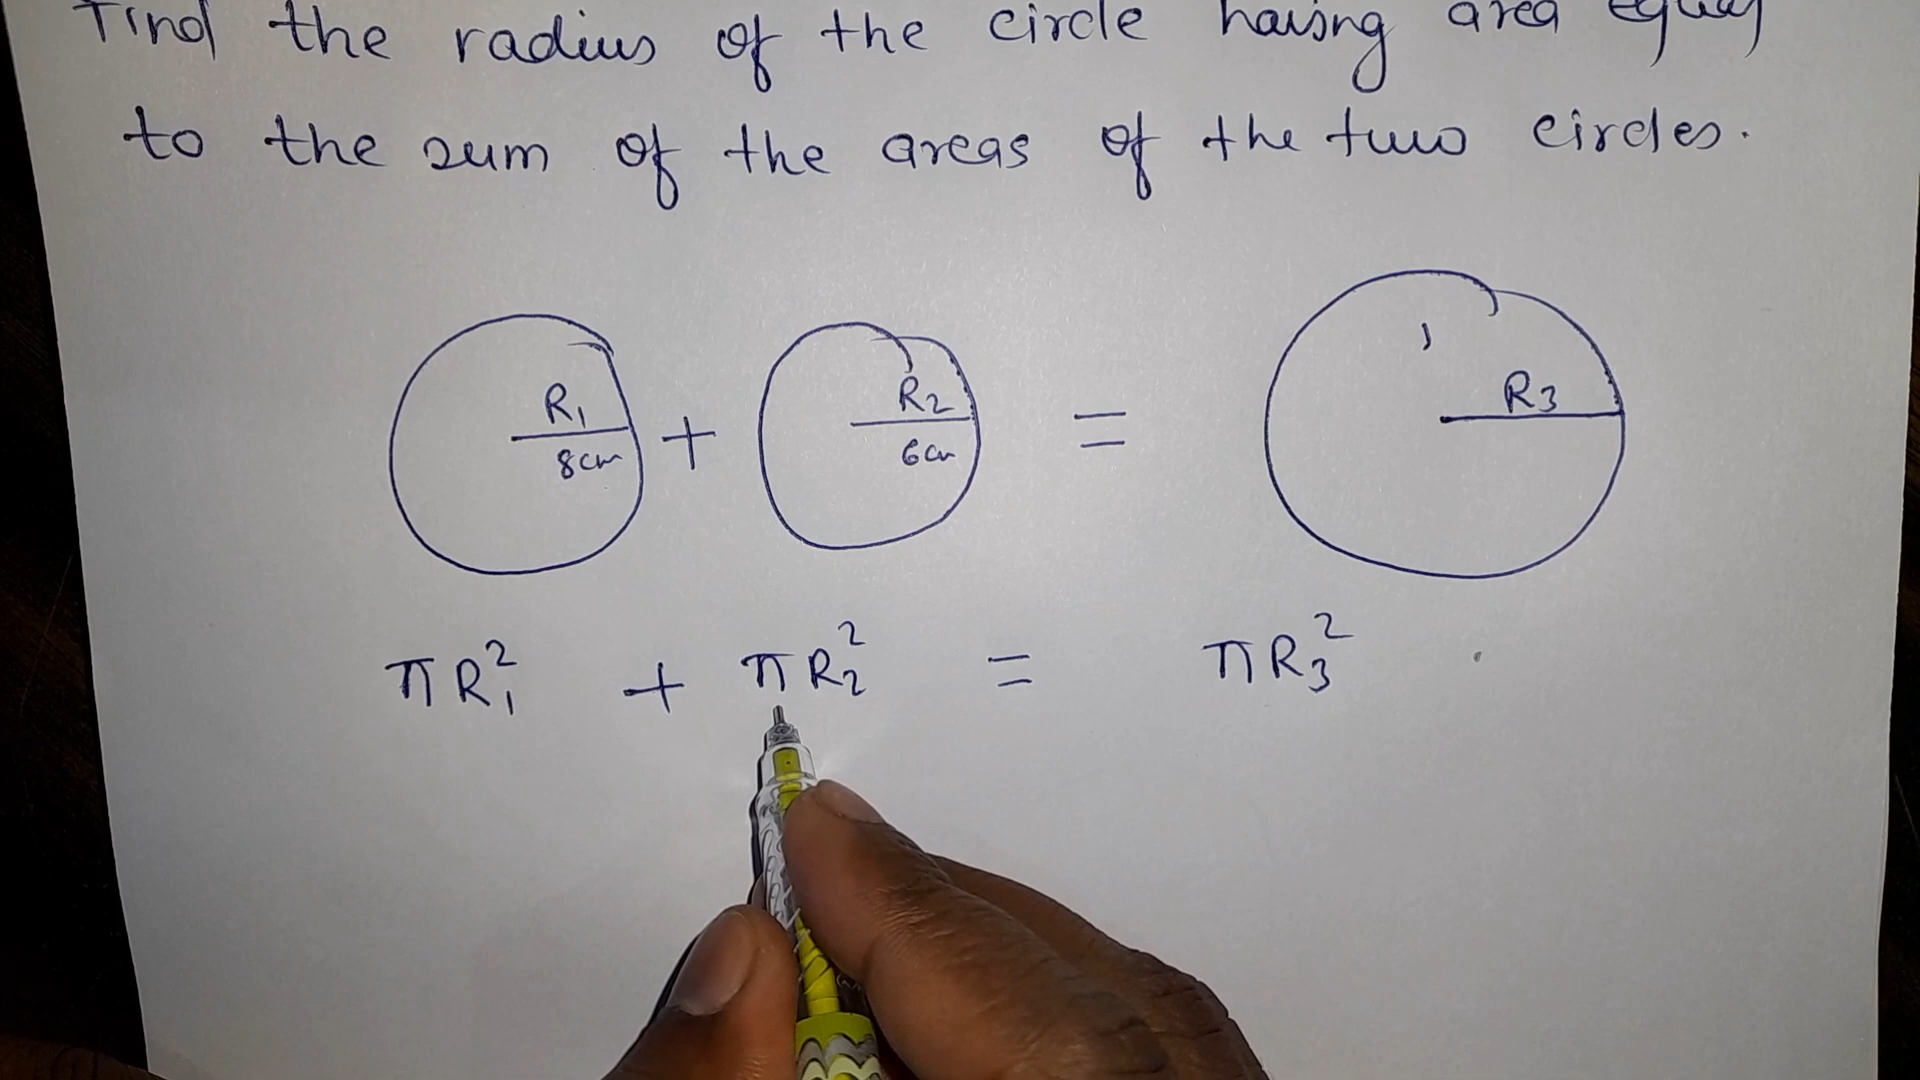 Find the radius of the circle having area equal
to the sum of the areas of the two circles.
R₁ R₂ R₃
8cm + 6cm =
πR₁² + πR₂² = πR₃²